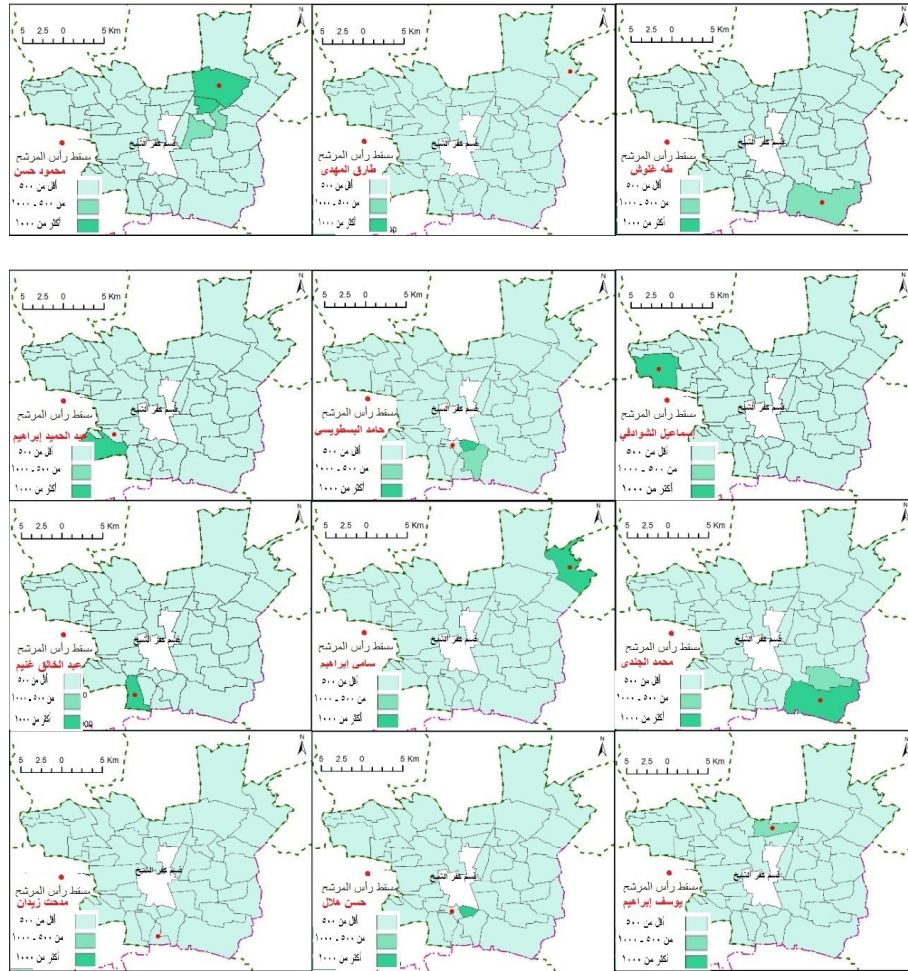 N
5 2.5 0 5 Km
قسم كفر الشيخ
مسقط رأس المرشح
محمود حسن
أقل من ٥٠٠
من ٥٠٠ - ١٠٠٠
أكثر من ١٠٠٠
N
5 2.5 0 5 Km
قسم كفر الشيخ
مسقط رأس المرشح
طارق المهدى
أقل من ٥٠٠
من ٥٠٠ - ١٠٠٠
أكثر من ١٠٠٠
N
5 2.5 0 5 Km
قسم كفر الشيخ
مسقط رأس المرشح
طه غلوش
أقل من ٥٠٠
من ٥٠٠ - ١٠٠٠
أكثر من ١٠٠٠
N
5 2.5 0 5 Km
قسم كفر الشيخ
مسقط رأس المرشح
عبد الحميد إبراهيم
أقل من ٥٠٠
من ٥٠٠ - ١٠٠٠
أكثر من ١٠٠٠
N
5 2.5 0 5 Km
قسم كفر الشيخ
مسقط رأس المرشح
حامد البسطويسى
أقل من ٥٠٠
من ٥٠٠ - ١٠٠٠
أكثر من ١٠٠٠
N
5 2.5 0 5 Km
قسم كفر الشيخ
مسقط رأس المرشح
إسماعيل الشوادفي
أقل من ٥٠٠
من ٥٠٠ - ١٠٠٠
أكثر من ١٠٠٠
N
5 2.5 0 5 Km
قسم كفر الشيخ
مسقط رأس المرشح
عبد الخالق غنيم
أقل من ٥٠٠
من ٥٠٠ - ١٠٠٠
أكثر من ١٠٠٠
N
5 2.5 0 5 Km
قسم كفر الشيخ
مسقط رأس المرشح
سامى إبراهيم
أقل من ٥٠٠
من ٥٠٠ - ١٠٠٠
أكثر من ١٠٠٠
N
5 2.5 0 5 Km
قسم كفر الشيخ
مسقط رأس المرشح
محمد الجندى
أقل من ٥٠٠
من ٥٠٠ - ١٠٠٠
أكثر من ١٠٠٠
N
5 2.5 0 5 Km
قسم كفر الشيخ
مسقط رأس المرشح
مدحت زيدان
أقل من ٥٠٠
من ٥٠٠ - ١٠٠٠
أكثر من ١٠٠٠
N
5 2.5 0 5 Km
قسم كفر الشيخ
مسقط رأس المرشح
حسن هلال
أقل من ٥٠٠
من ٥٠٠ - ١٠٠٠
أكثر من ١٠٠٠
N
5 2.5 0 5 Km
قسم كفر الشيخ
مسقط رأس المرشح
يوسف إبراهيم
أقل من ٥٠٠
من ٥٠٠ - ١٠٠٠
أكثر من ١٠٠٠